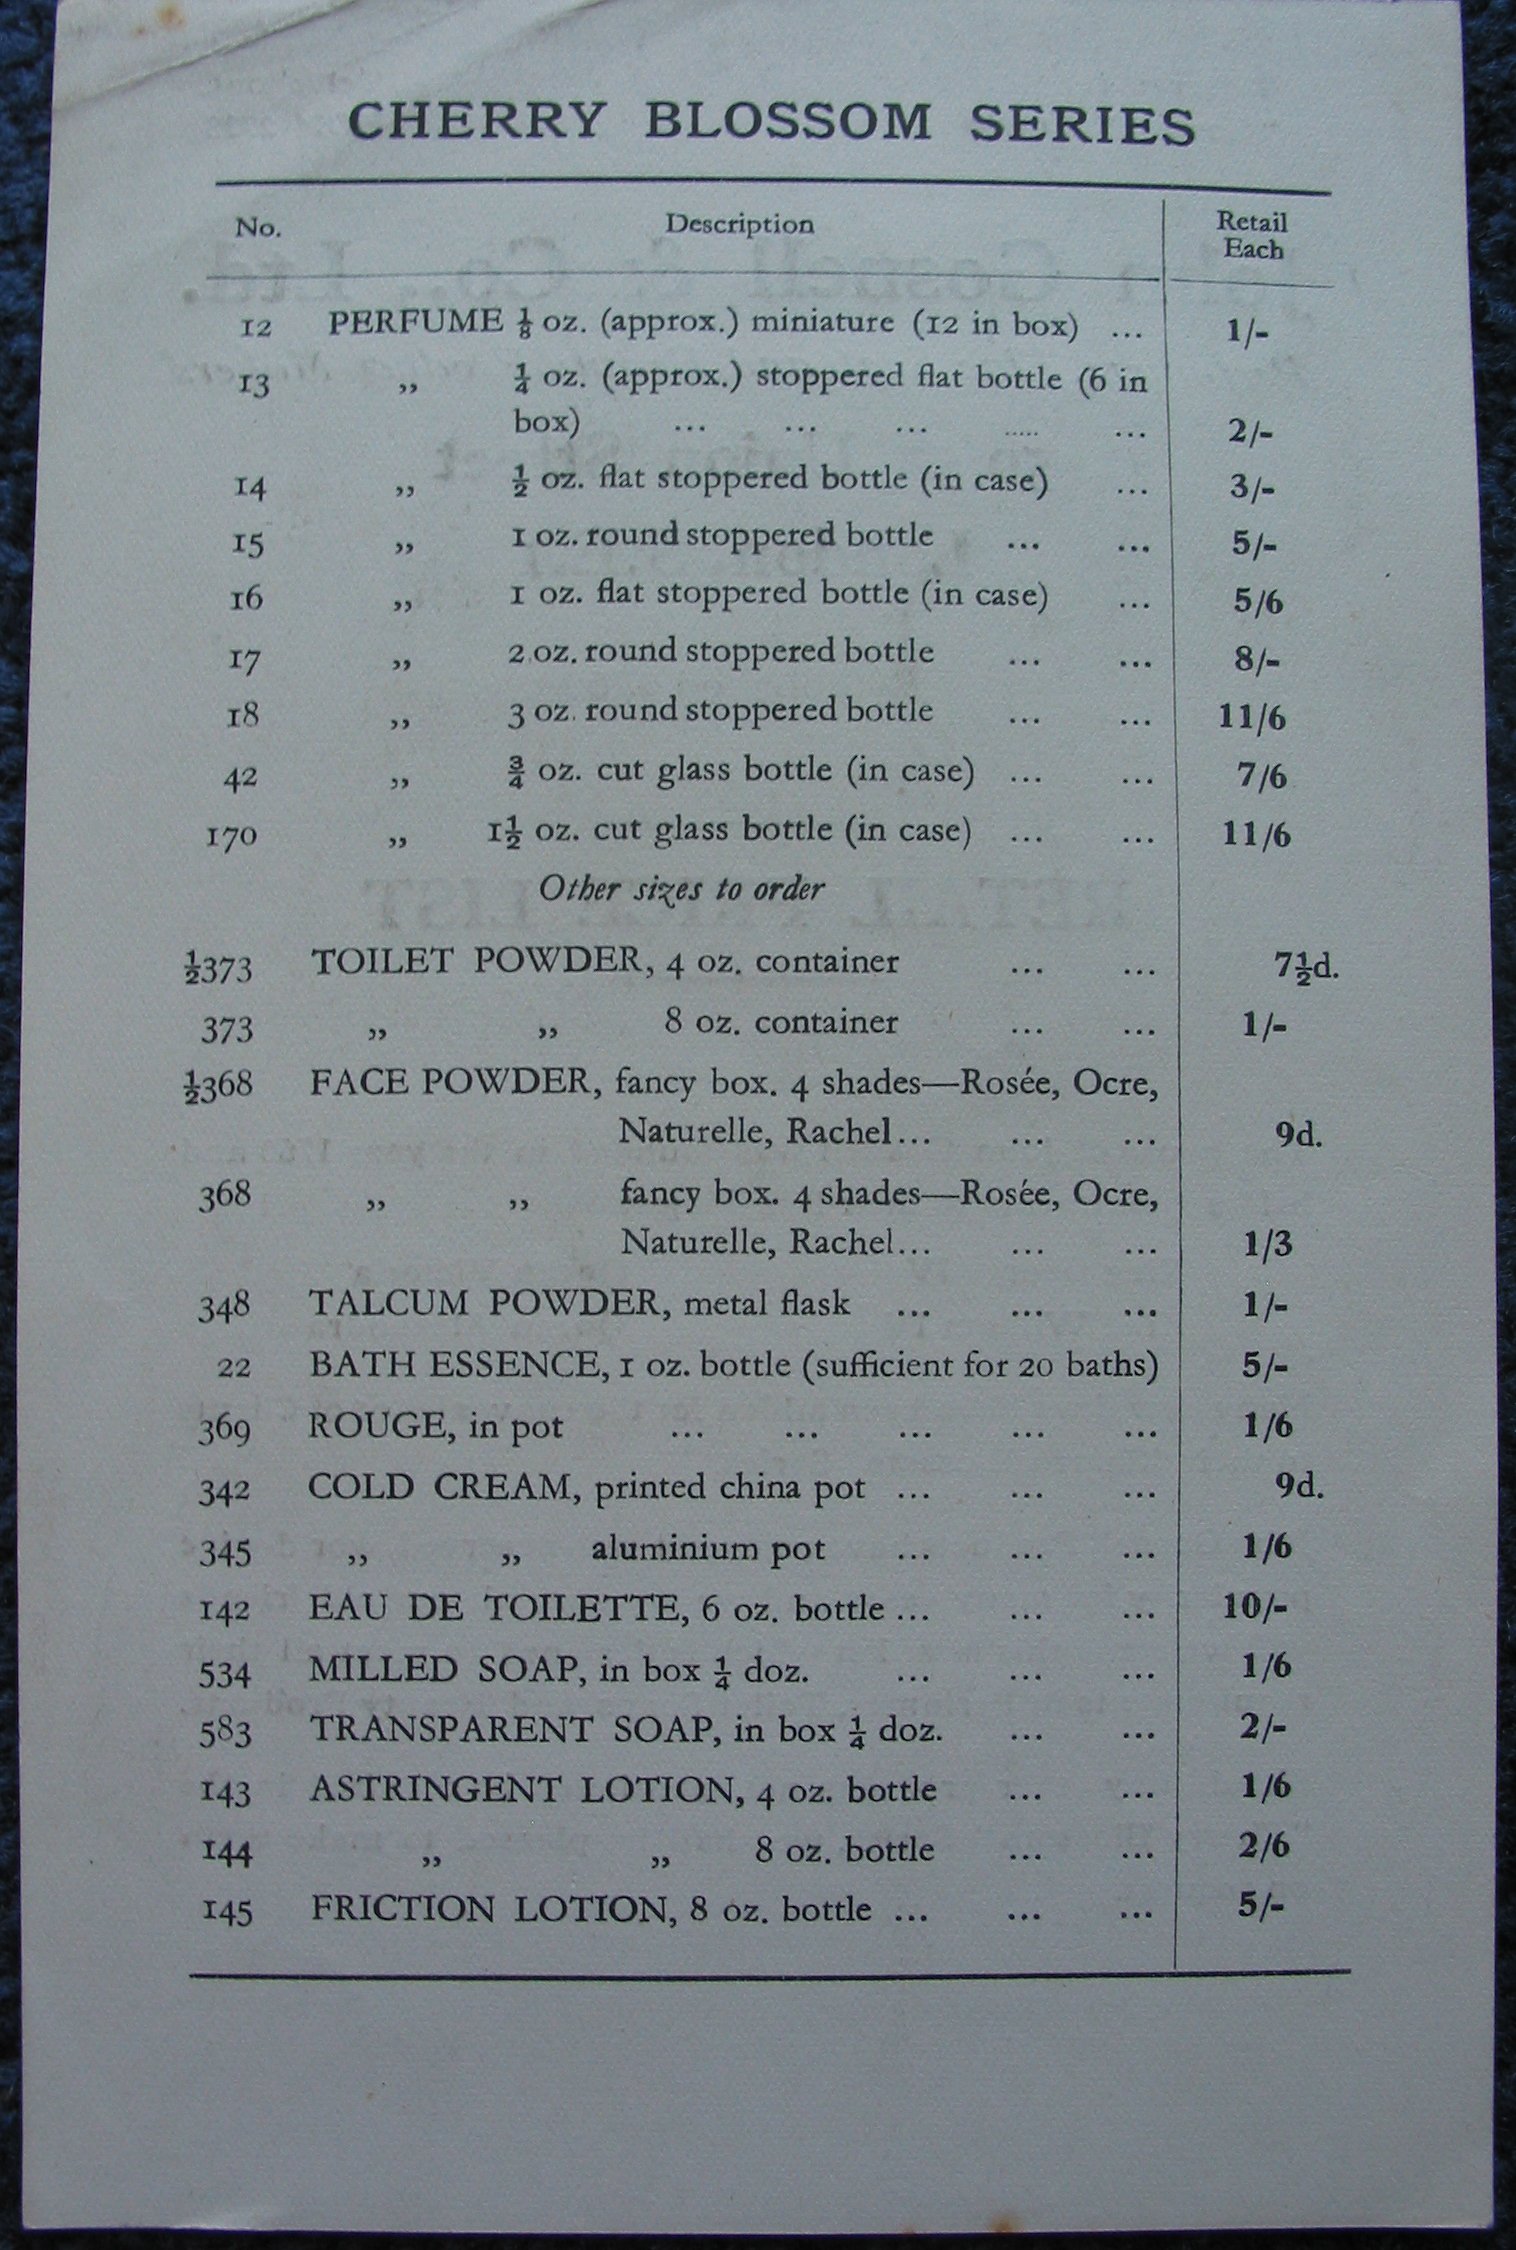 CHERRY BLOSSOM SERIES
No. Description Retail Each
12 PERFUME ⅛ oz. (approx.) miniature (12 in box) ... 1/-
13 ,, ¼ oz. (approx.) stoppered flat bottle (6 in
box) ... ... ... ..... ... 2/-
14 ,, ½ oz. flat stoppered bottle (in case) ... 3/-
15 ,, 1 oz. round stoppered bottle ... ... 5/-
16 ,, 1 oz. flat stoppered bottle (in case) ... 5/6
17 ,, 2 oz. round stoppered bottle ... ... 8/-
18 ,, 3 oz. round stoppered bottle ... ... 11/6
42 ,, ¾ oz. cut glass bottle (in case) ... ... 7/6
170 ,, 1½ oz. cut glass bottle (in case) ... ... 11/6
Other sizes to order
½373 TOILET POWDER, 4 oz. container ... ... 7½d.
373 ,, ,, 8 oz. container ... ... 1/-
½368 FACE POWDER, fancy box. 4 shades—Rosée, Ocre,
Naturelle, Rachel... ... ... 9d.
368 ,, ,, fancy box. 4 shades—Rosée, Ocre,
Naturelle, Rachel... ... ... 1/3
348 TALCUM POWDER, metal flask ... ... ... 1/-
22 BATH ESSENCE, 1 oz. bottle (sufficient for 20 baths) 5/-
369 ROUGE, in pot ... ... ... ... ... 1/6
342 COLD CREAM, printed china pot ... ... ... 9d.
345 ,, ,, aluminium pot ... ... ... 1/6
142 EAU DE TOILETTE, 6 oz. bottle ... ... ... 10/-
534 MILLED SOAP, in box ¼ doz. ... ... ... 1/6
583 TRANSPARENT SOAP, in box ¼ doz. ... ... 2/-
143 ASTRINGENT LOTION, 4 oz. bottle ... ... 1/6
144 ,, ,, 8 oz. bottle ... ... 2/6
145 FRICTION LOTION, 8 oz. bottle ... ... ... 5/-